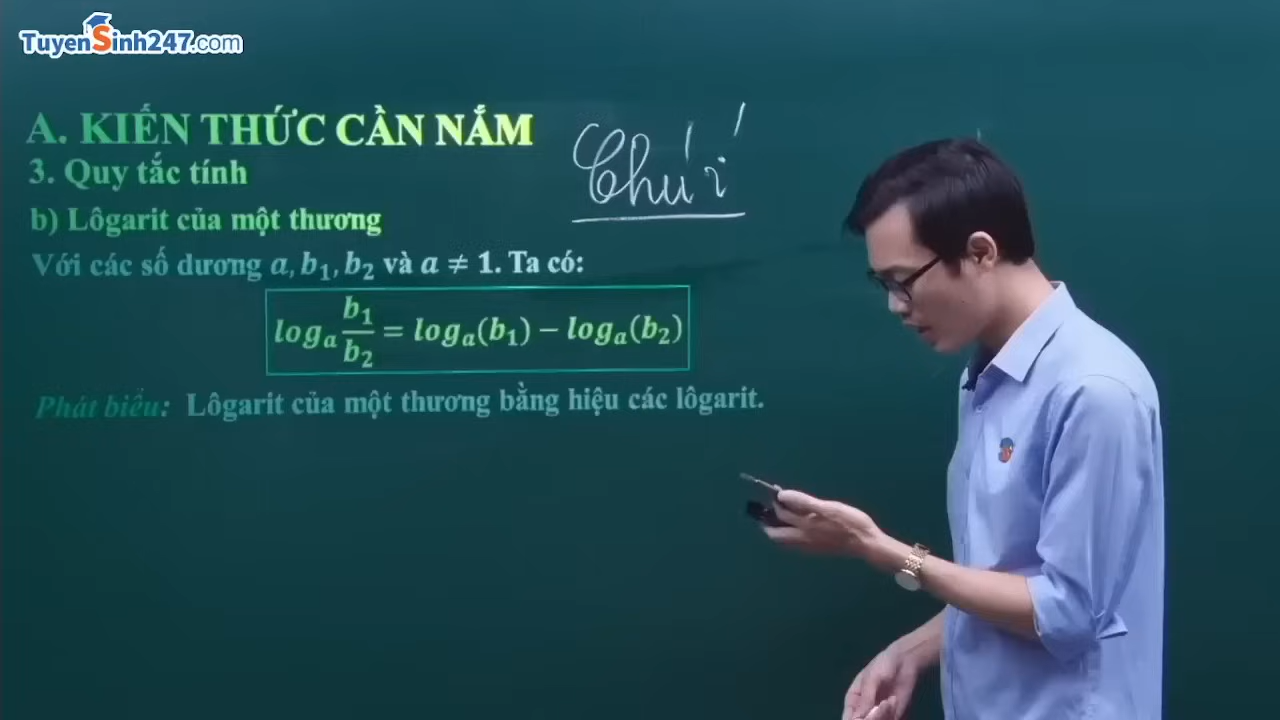 TuyenSinh247.com
A. KIẾN THỨC CẦN NẮM
Chú ý
3. Quy tắc tính
b) Lôgarit của một thương
Với các số dương a, b₁, b₂ và a ≠ 1. Ta có:
logₐ b₁/b₂ = logₐ(b₁) − logₐ(b₂)
Phát biểu: Lôgarit của một thương bằng hiệu các lôgarit.